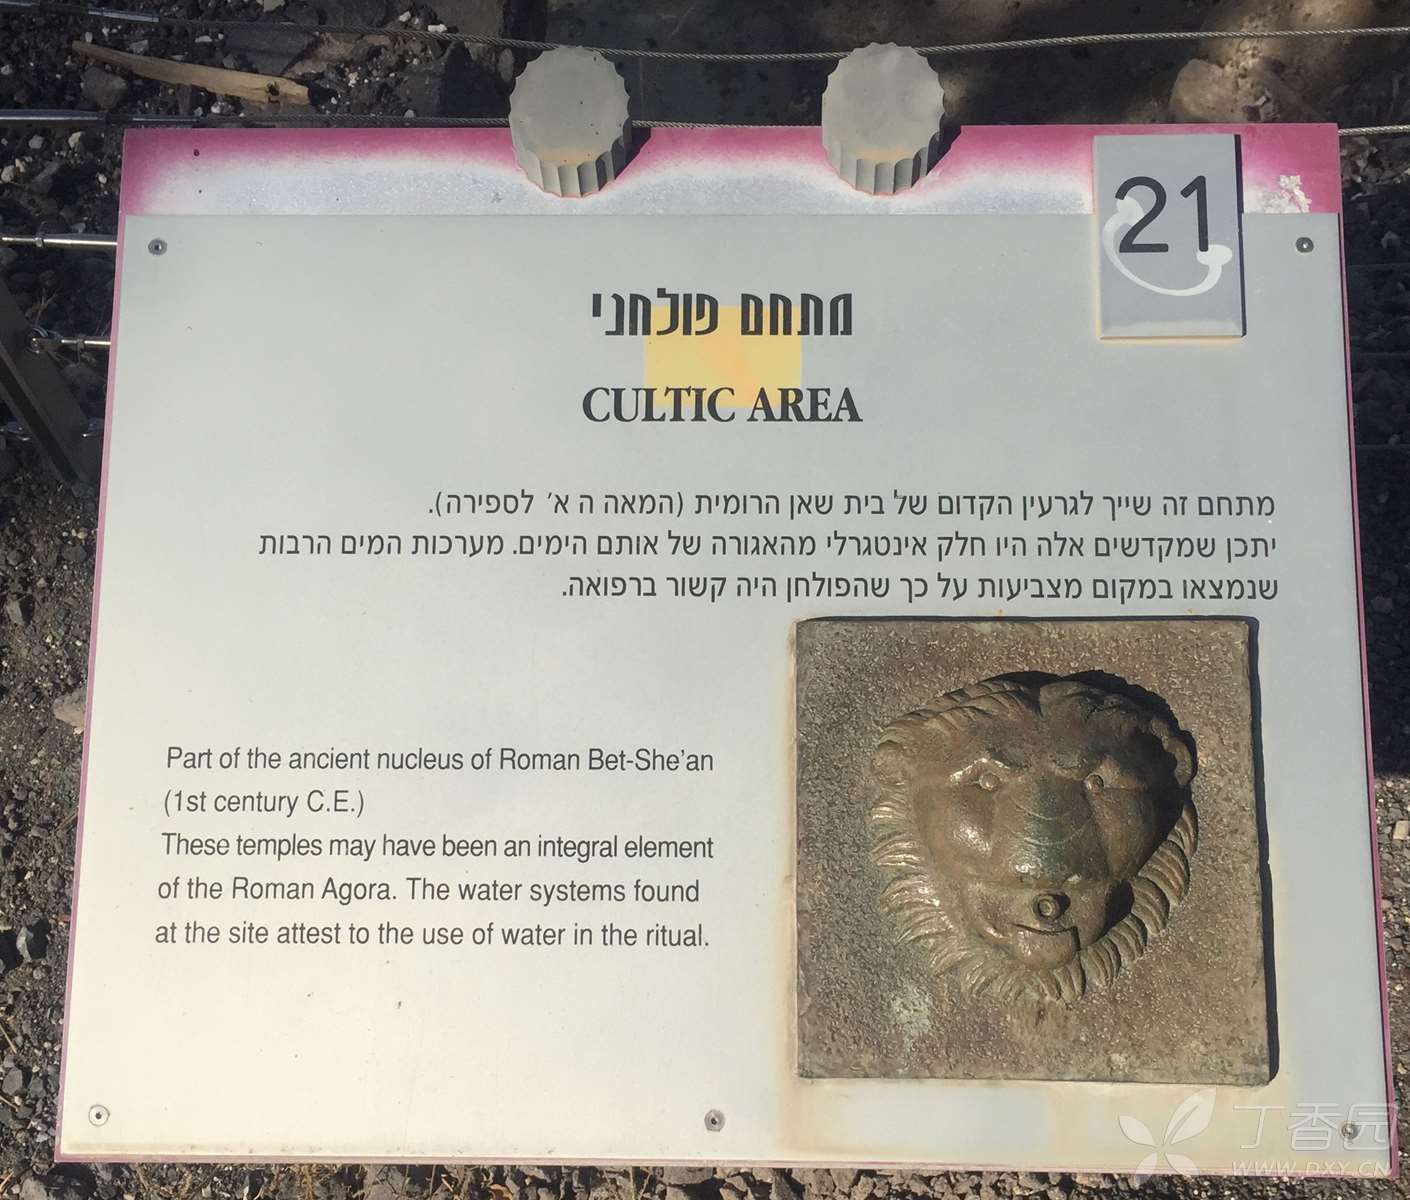 21
מתחם פולחני
CULTIC AREA
מתחם זה שייך לגרעין הקדום של בית שאן הרומית (המאה ה א' לספירה).
יתכן שמקדשים אלה היו חלק אינטגרלי מהאגורה של אותם הימים. מערכות המים הרבות
שנמצאו במקום מצביעות על כך שהפולחן היה קשור ברפואה.
Part of the ancient nucleus of Roman Bet-She'an
(1st century C.E.)
These temples may have been an integral element
of the Roman Agora. The water systems found
at the site attest to the use of water in the ritual.
丁香园
WWW.DXY.CN